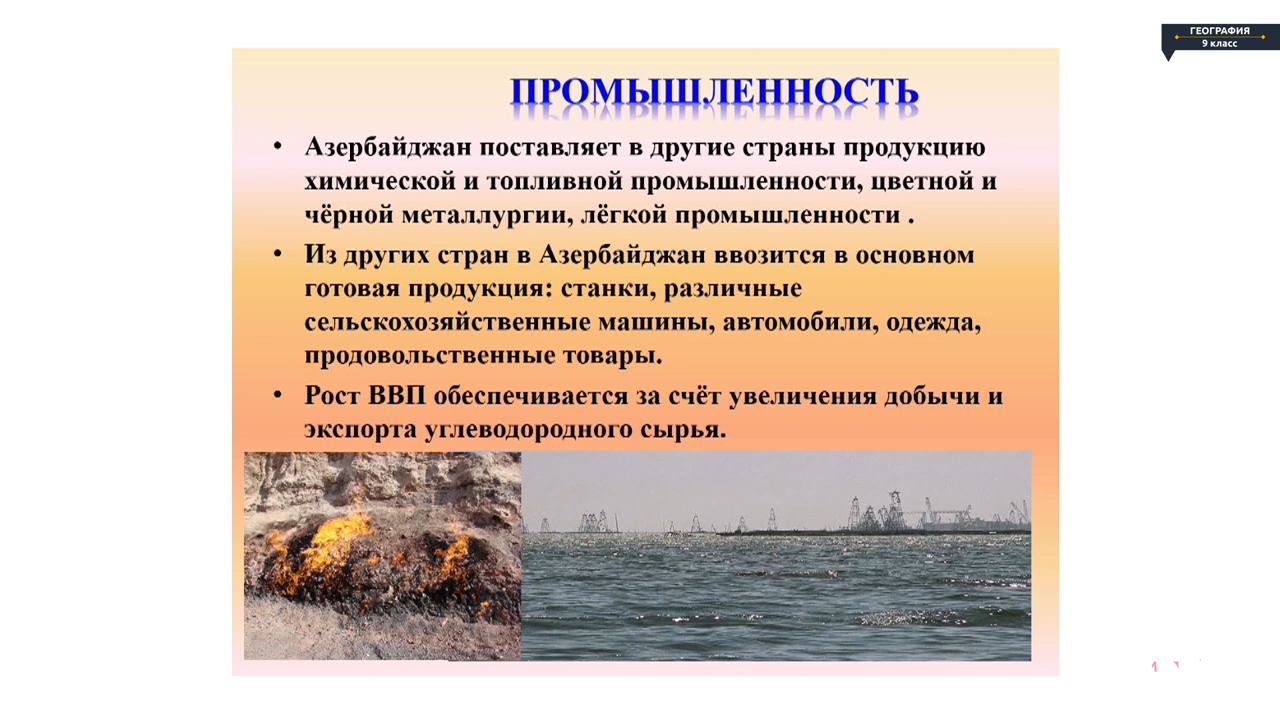 ГЕОГРАФИЯ
9 класс
ПРОМЫШЛЕННОСТЬ
• Азербайджан поставляет в другие страны продукцию
химической и топливной промышленности, цветной и
чёрной металлургии, лёгкой промышленности .
• Из других стран в Азербайджан ввозится в основном
готовая продукция: станки, различные
сельскохозяйственные машины, автомобили, одежда,
продовольственные товары.
• Рост ВВП обеспечивается за счёт увеличения добычи и
экспорта углеводородного сырья.